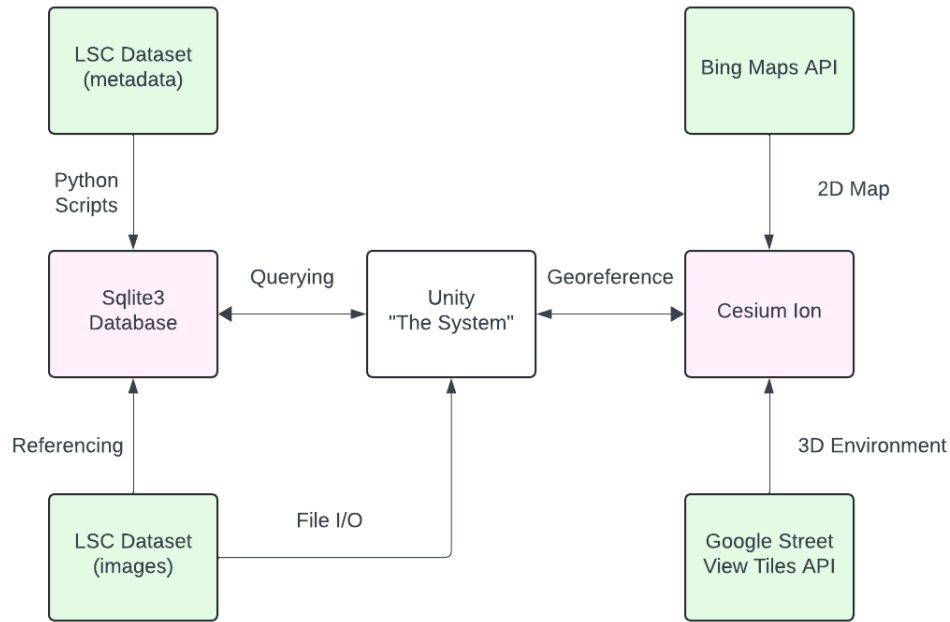 LSC Dataset
(metadata)
Bing Maps API
Python
Scripts
2D Map
Sqlite3
Database
Querying
Unity
"The System"
Georeference
Cesium Ion
Referencing
3D Environment
File I/O
LSC Dataset
(images)
Google Street
View Tiles API